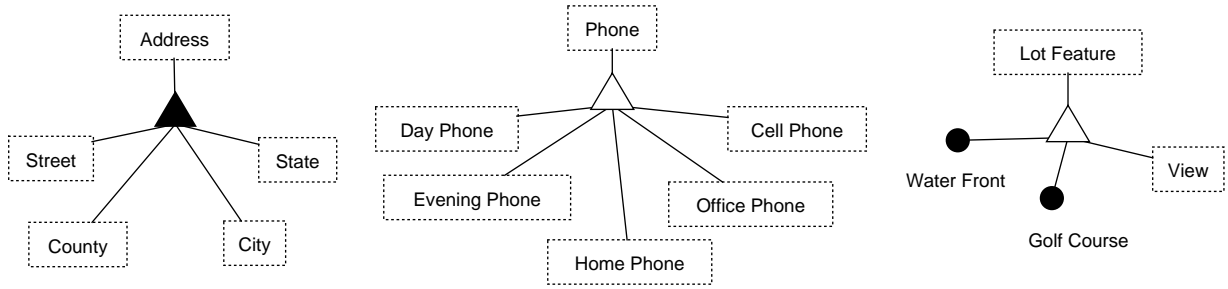 Address
Street
State
County
City
Phone
Day Phone
Cell Phone
Evening Phone
Office Phone
Home Phone
Lot Feature
Water Front
View
Golf Course